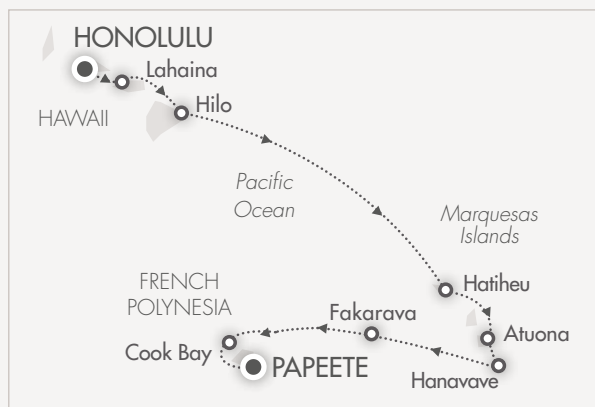 HONOLULU
Lahaina
Hilo
HAWAII
Pacific
Ocean
Marquesas
Islands
Hatiheu
FRENCH
POLYNESIA
Fakarava
Atuona
Cook Bay
PAPEETE
Hanavave